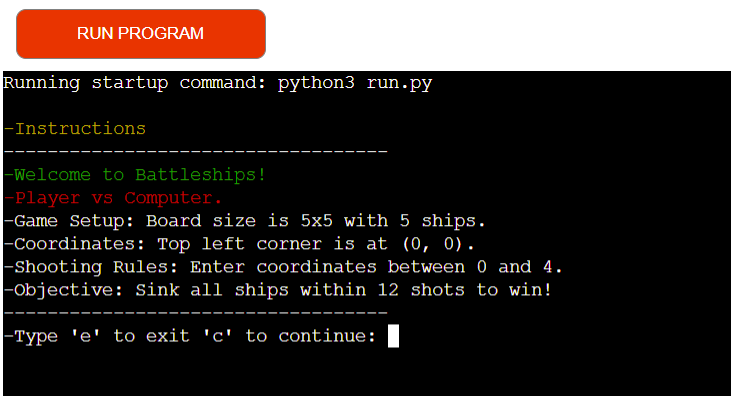 RUN PROGRAM
Running startup command: python3 run.py
-Instructions
-----------------------------------
-Welcome to Battleships!
-Player vs Computer.
-Game Setup: Board size is 5x5 with 5 ships.
-Coordinates: Top left corner is at (0, 0).
-Shooting Rules: Enter coordinates between 0 and 4.
-Objective: Sink all ships within 12 shots to win!
-----------------------------------
-Type 'e' to exit 'c' to continue: